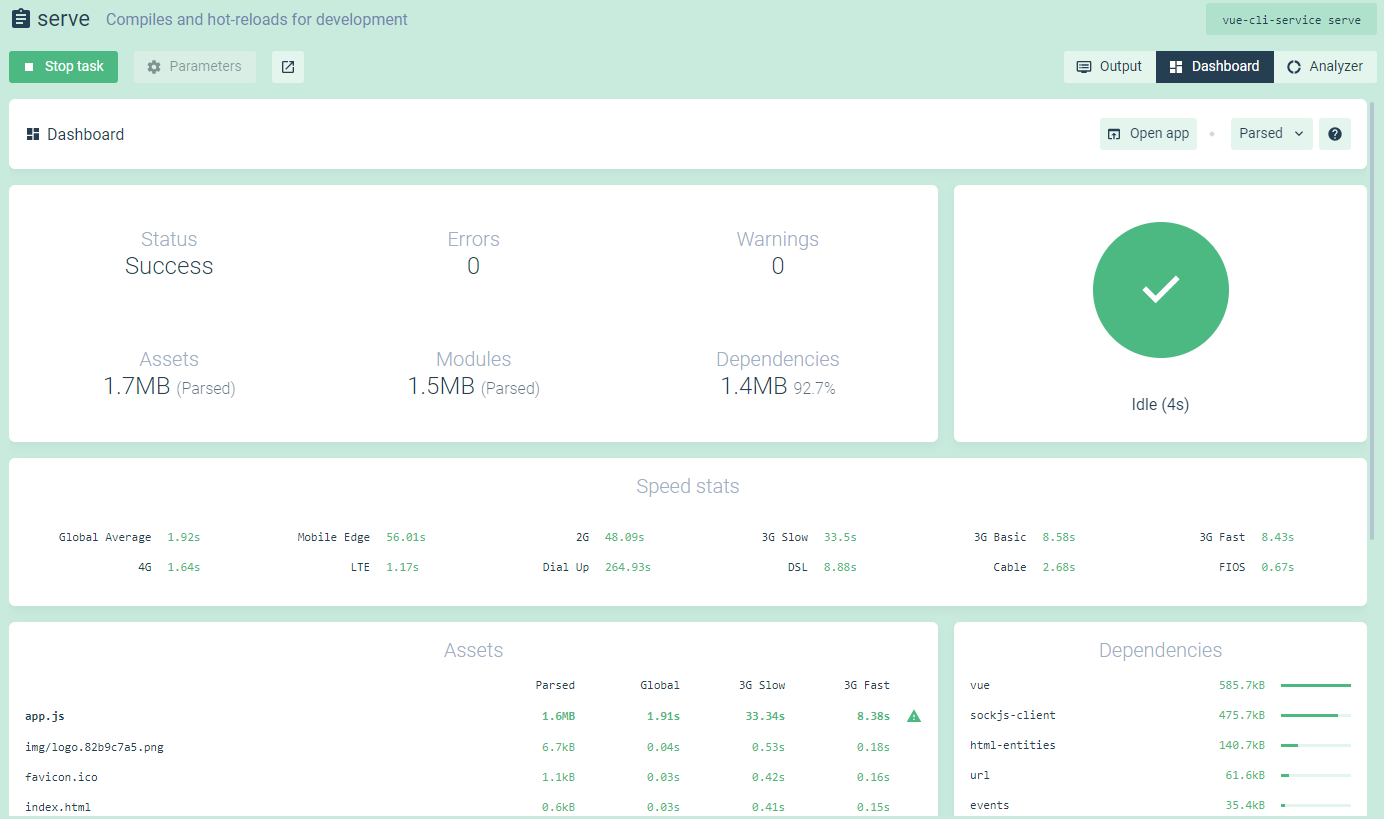 serve Compiles and hot-reloads for development vue-cli-service serve
Stop task Parameters Output Dashboard Analyzer
Dashboard Open app Parsed
Status Errors Warnings
Success 0 0
Assets Modules Dependencies
1.7MB (Parsed) 1.5MB (Parsed) 1.4MB 92.7%
Idle (4s)
Speed stats
Global Average 1.92s Mobile Edge 56.01s 2G 48.09s 3G Slow 33.5s 3G Basic 8.58s 3G Fast 8.43s
4G 1.64s LTE 1.17s Dial Up 264.93s DSL 8.88s Cable 2.68s FIOS 0.67s
Assets
Parsed Global 3G Slow 3G Fast
app.js 1.6MB 1.91s 33.34s 8.38s
img/logo.82b9c7a5.png 6.7kB 0.04s 0.53s 0.18s
favicon.ico 1.1kB 0.03s 0.42s 0.16s
index.html 0.6kB 0.03s 0.41s 0.15s
Dependencies
vue 585.7kB
sockjs-client 475.7kB
html-entities 140.7kB
url 61.6kB
events 35.4kB